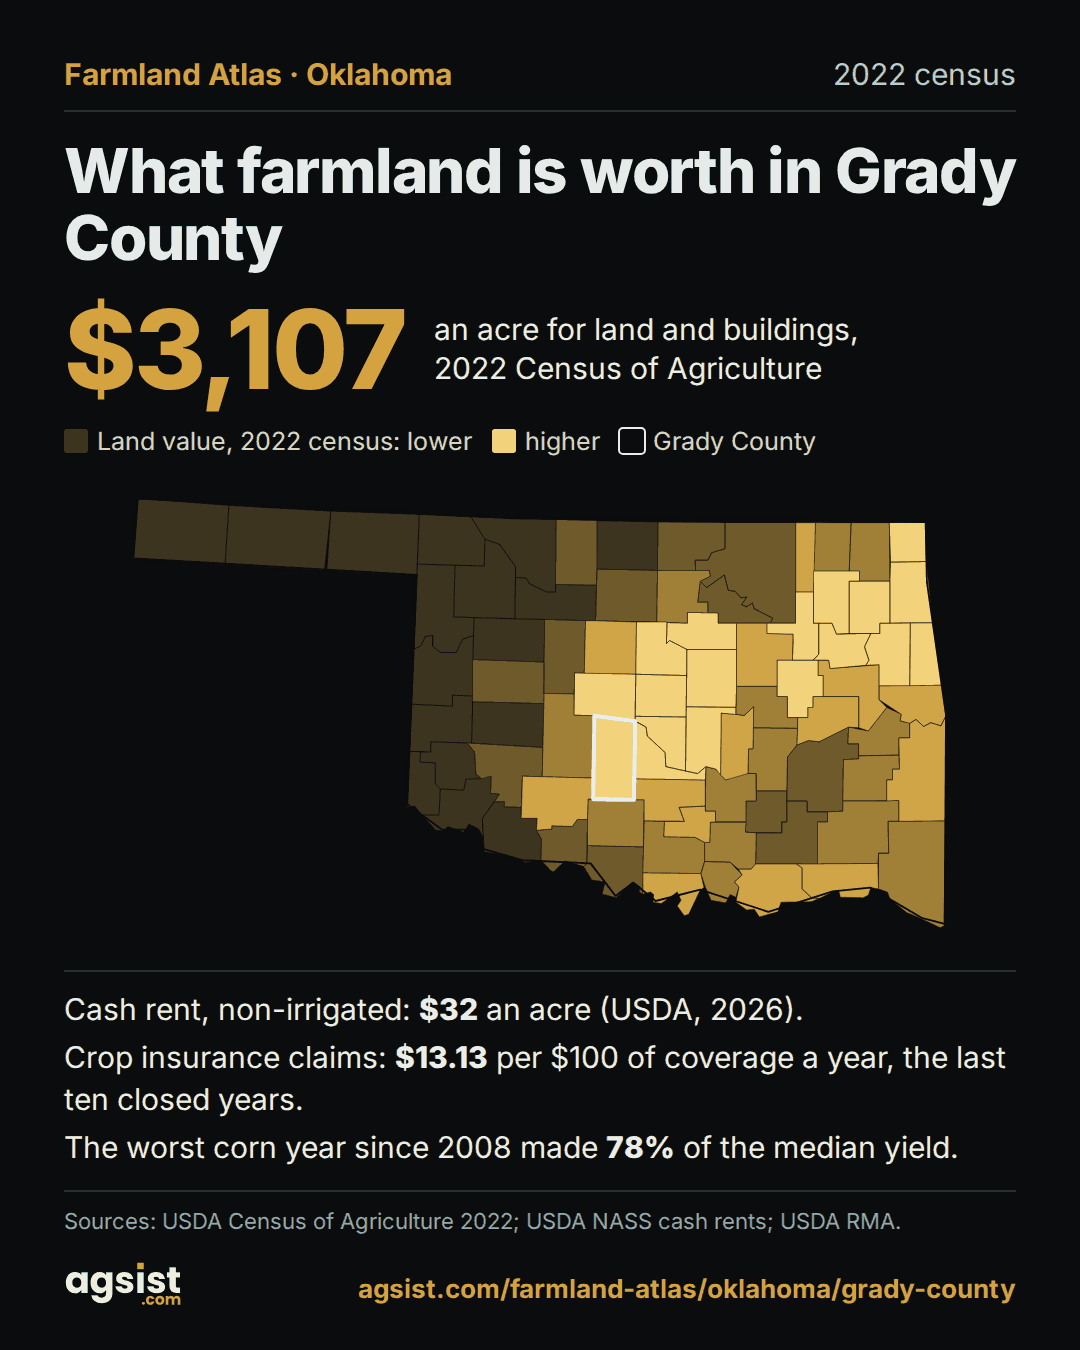 Farmland Atlas · Oklahoma
2022 census
What farmland is worth in Grady
County
$3,107
an acre for land and buildings,
2022 Census of Agriculture
Land value, 2022 census: lower
higher
Grady County
Cash rent, non-irrigated: $32 an acre (USDA, 2026).
Crop insurance claims: $13.13 per $100 of coverage a year, the last
ten closed years.
The worst corn year since 2008 made 78% of the median yield.
Sources: USDA Census of Agriculture 2022; USDA NASS cash rents; USDA RMA.
agsist
.com
agsist.com/farmland-atlas/oklahoma/grady-county